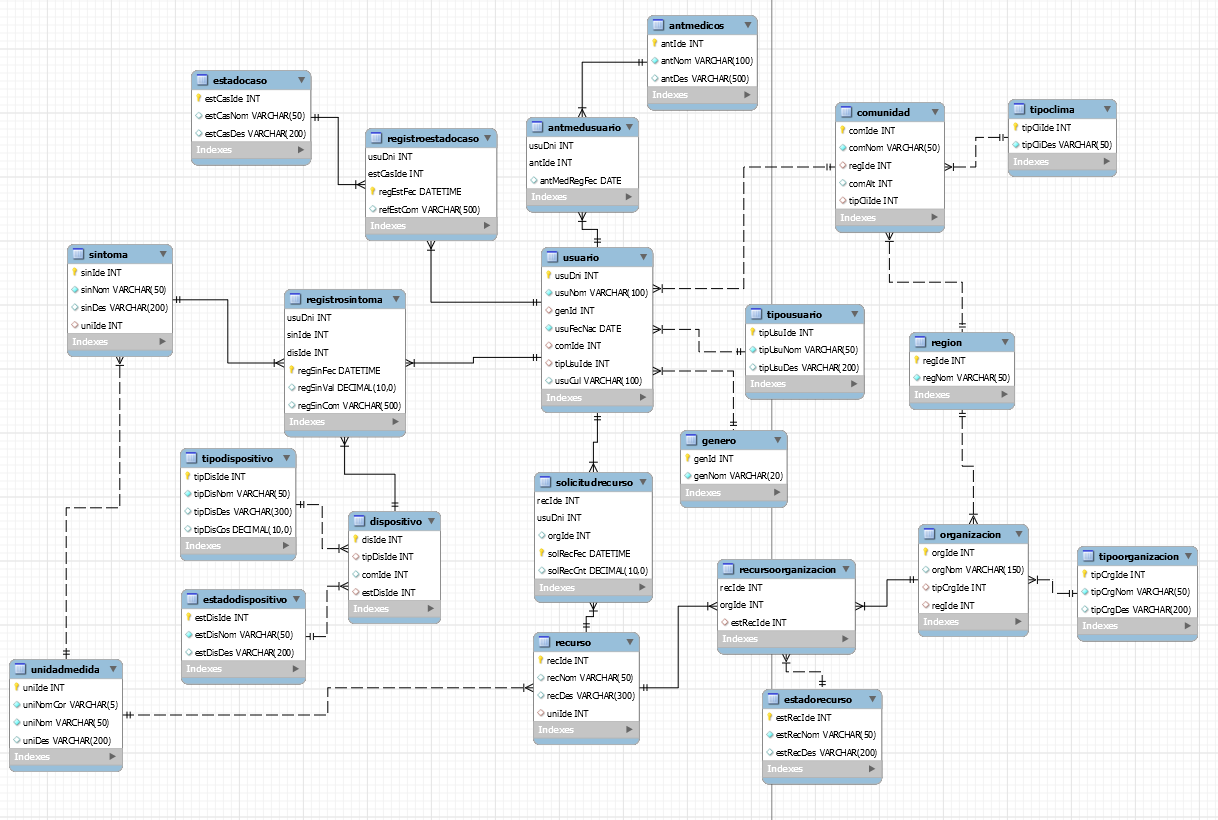 antmedicos
antIde INT
antNom VARCHAR(100)
antDes VARCHAR(500)
Indexes
estadocaso
estCasIde INT
estCasNom VARCHAR(50)
estCasDes VARCHAR(200)
Indexes
registroestadocaso
usuDni INT
estCasIde INT
regEstFec DATETIME
refEstCom VARCHAR(500)
Indexes
antmedusuario
usuDni INT
antIde INT
antMedRegFec DATE
Indexes
comunidad
comIde INT
comNom VARCHAR(50)
regIde INT
comAlt INT
tipCliIde INT
Indexes
tipoclima
tipCliIde INT
tipCliDes VARCHAR(50)
Indexes
sintoma
sinIde INT
sinNom VARCHAR(50)
sinDes VARCHAR(200)
uniIde INT
Indexes
registrosintoma
usuDni INT
sinIde INT
disIde INT
regSinFec DATETIME
regSinVal DECIMAL(10,0)
regSinCom VARCHAR(500)
Indexes
usuario
usuDni INT
usuNom VARCHAR(100)
genId INT
usuFecNac DATE
comIde INT
tipUsuIde INT
usuCul VARCHAR(100)
Indexes
tipousuario
tipUsuIde INT
tipUsuNom VARCHAR(50)
tipUsuDes VARCHAR(200)
Indexes
region
regIde INT
regNom VARCHAR(50)
Indexes
genero
genId INT
genNom VARCHAR(20)
Indexes
tipodispositivo
tipDisIde INT
tipDisNom VARCHAR(50)
tipDisDes VARCHAR(300)
tipDisCos DECIMAL(10,0)
Indexes
dispositivo
disIde INT
tipDisIde INT
comIde INT
estDisIde INT
Indexes
solicitudrecurso
recIde INT
usuDni INT
orgIde INT
solRecFec DATETIME
solRecCnt DECIMAL(10,0)
Indexes
recursoorganizacion
recIde INT
orgIde INT
estRecIde INT
Indexes
organizacion
orgIde INT
orgNom VARCHAR(150)
tipCrgIde INT
regIde INT
Indexes
tipoorganizacion
tipCrgIde INT
tipCrgNom VARCHAR(50)
tipCrgDes VARCHAR(200)
Indexes
estadodispositivo
estDisIde INT
estDisNom VARCHAR(50)
estDisDes VARCHAR(200)
Indexes
unidadmedida
uniIde INT
uniNomCor VARCHAR(5)
uniNom VARCHAR(50)
uniDes VARCHAR(200)
Indexes
recurso
recIde INT
recNom VARCHAR(50)
recDes VARCHAR(300)
uniIde INT
Indexes
estadorecurso
estRecIde INT
estRecNom VARCHAR(50)
estRecDes VARCHAR(200)
Indexes